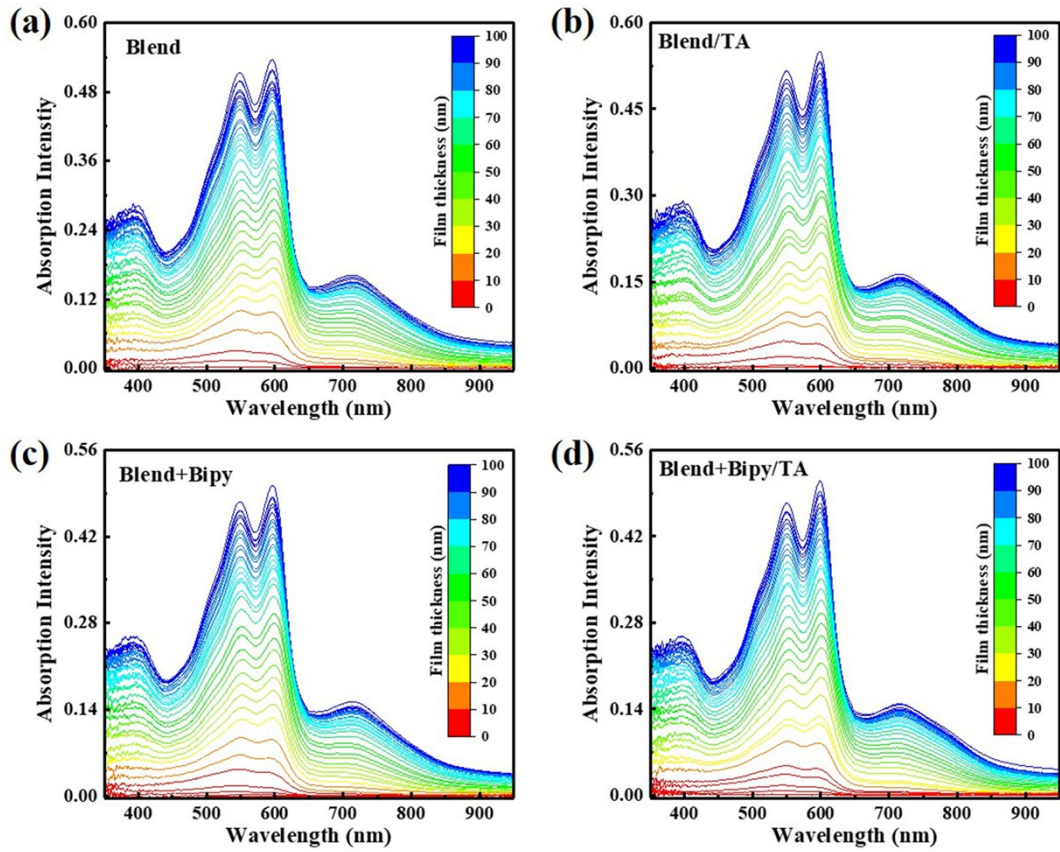 (a)
Blend
Absorption Intensity
0.60
0.48
0.36
0.24
0.12
0.00
Film thickness (nm)
100
90
80
70
60
50
40
30
20
10
0
400 500 600 700 800 900
Wavelength (nm)
(b)
Blend/TA
Absorption Intensity
0.60
0.45
0.30
0.15
0.00
Film thickness (nm)
100
90
80
70
60
50
40
30
20
10
0
400 500 600 700 800 900
Wavelength (nm)
(c)
Blend+Bipy
Absorption Intensity
0.56
0.42
0.28
0.14
0.00
Film thickness (nm)
100
90
80
70
60
50
40
30
20
10
0
400 500 600 700 800 900
Wavelength (nm)
(d)
Blend+Bipy/TA
Absorption Intensity
0.56
0.42
0.28
0.14
0.00
Film thickness (nm)
100
90
80
70
60
50
40
30
20
10
0
400 500 600 700 800 900
Wavelength (nm)